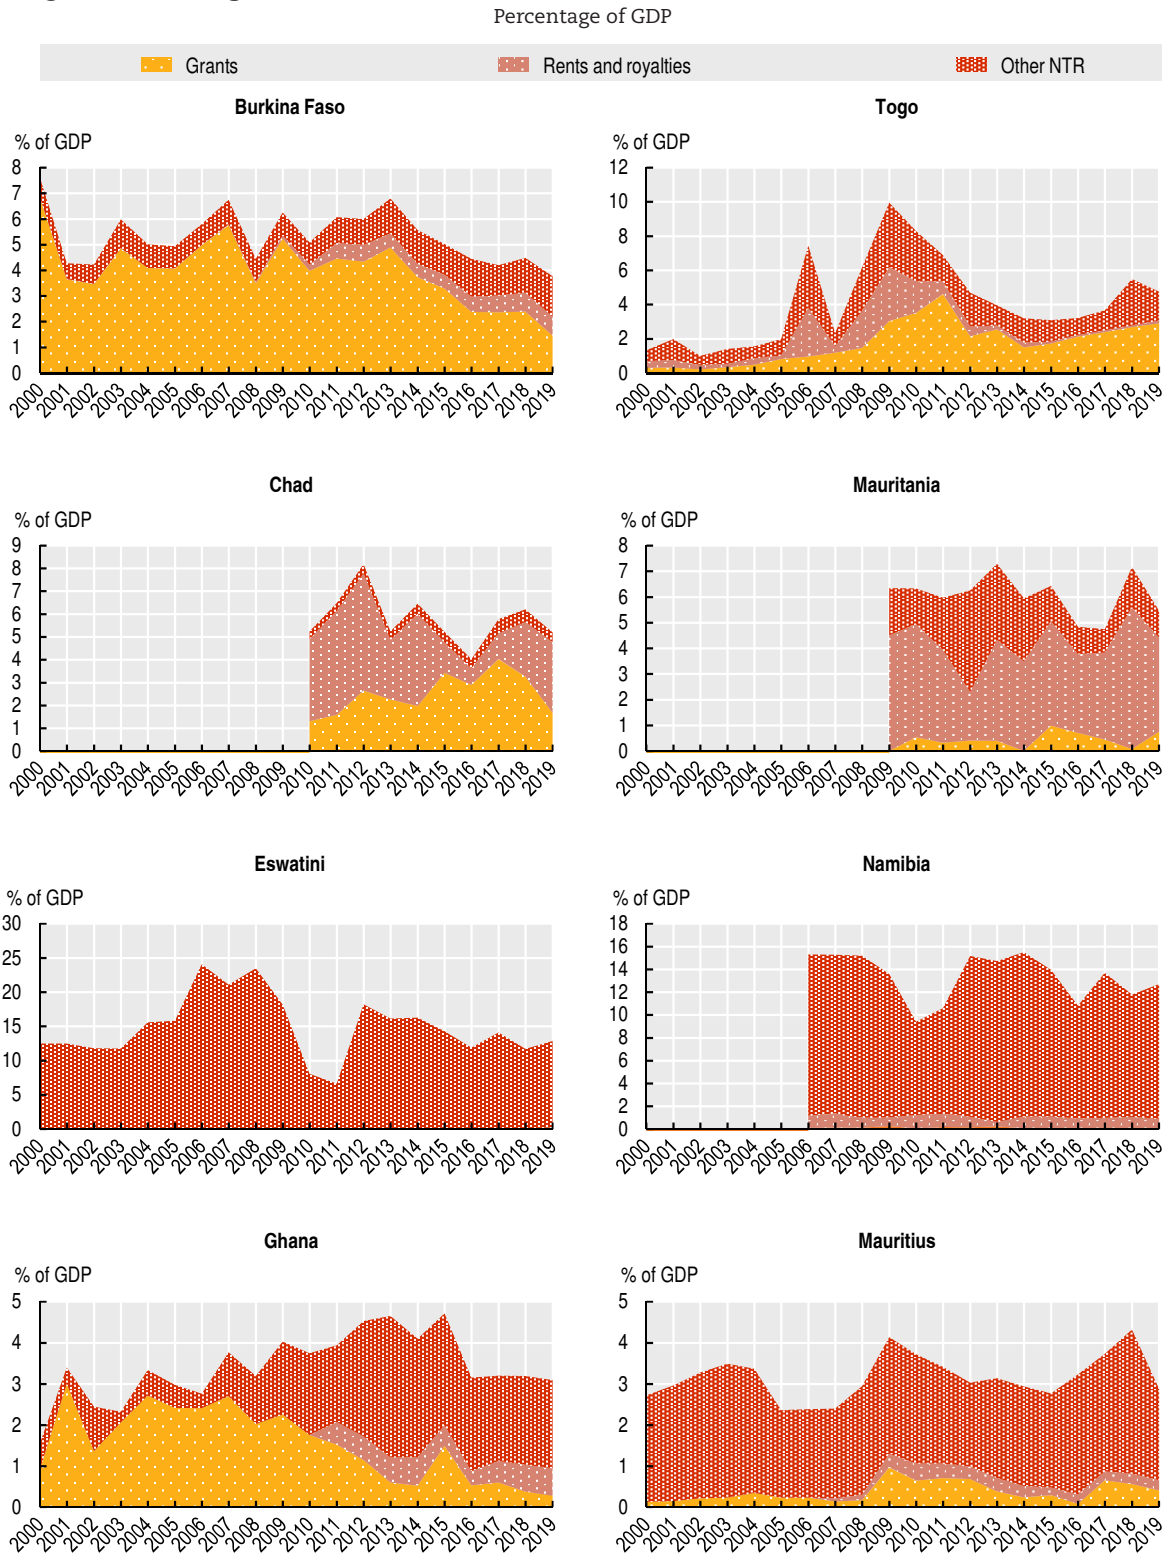 Percentage of GDP
Grants
Rents and royalties
Other NTR
Burkina Faso
% of GDP
8
7
6
5
4
3
2
1
0
2000 2001 2002 2003 2004 2005 2006 2007 2008 2009 2010 2011 2012 2013 2014 2015 2016 2017 2018 2019
Togo
% of GDP
12
10
8
6
4
2
0
2000 2001 2002 2003 2004 2005 2006 2007 2008 2009 2010 2011 2012 2013 2014 2015 2016 2017 2018 2019
Chad
% of GDP
9
8
7
6
5
4
3
2
1
0
2000 2001 2002 2003 2004 2005 2006 2007 2008 2009 2010 2011 2012 2013 2014 2015 2016 2017 2018 2019
Mauritania
% of GDP
8
7
6
5
4
3
2
1
0
2000 2001 2002 2003 2004 2005 2006 2007 2008 2009 2010 2011 2012 2013 2014 2015 2016 2017 2018 2019
Eswatini
% of GDP
30
25
20
15
10
5
0
2000 2001 2002 2003 2004 2005 2006 2007 2008 2009 2010 2011 2012 2013 2014 2015 2016 2017 2018 2019
Namibia
% of GDP
18
16
14
12
10
8
6
4
2
0
2000 2001 2002 2003 2004 2005 2006 2007 2008 2009 2010 2011 2012 2013 2014 2015 2016 2017 2018 2019
Ghana
% of GDP
5
4
3
2
1
0
2000 2001 2002 2003 2004 2005 2006 2007 2008 2009 2010 2011 2012 2013 2014 2015 2016 2017 2018 2019
Mauritius
% of GDP
5
4
3
2
1
0
2000 2001 2002 2003 2004 2005 2006 2007 2008 2009 2010 2011 2012 2013 2014 2015 2016 2017 2018 2019